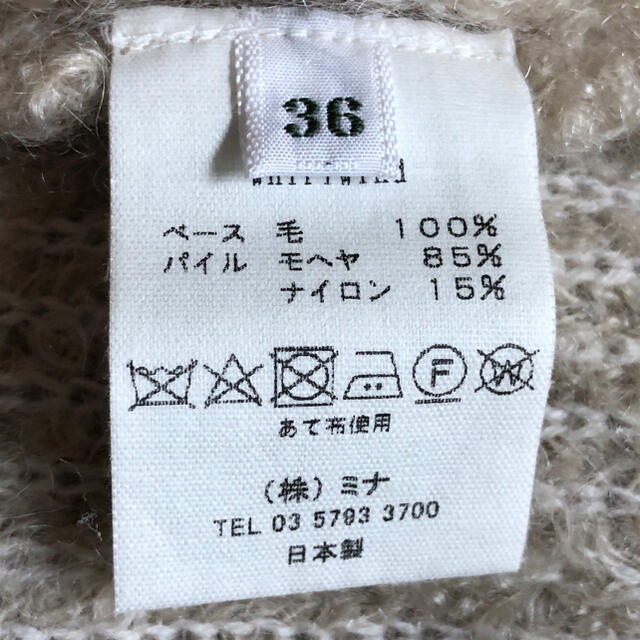 36
whirlwind
ベース 毛 100%
パイル モヘヤ 85%
ナイロン 15%
F W
あて布使用
(株)ミナ
TEL 03 5793 3700
日本製